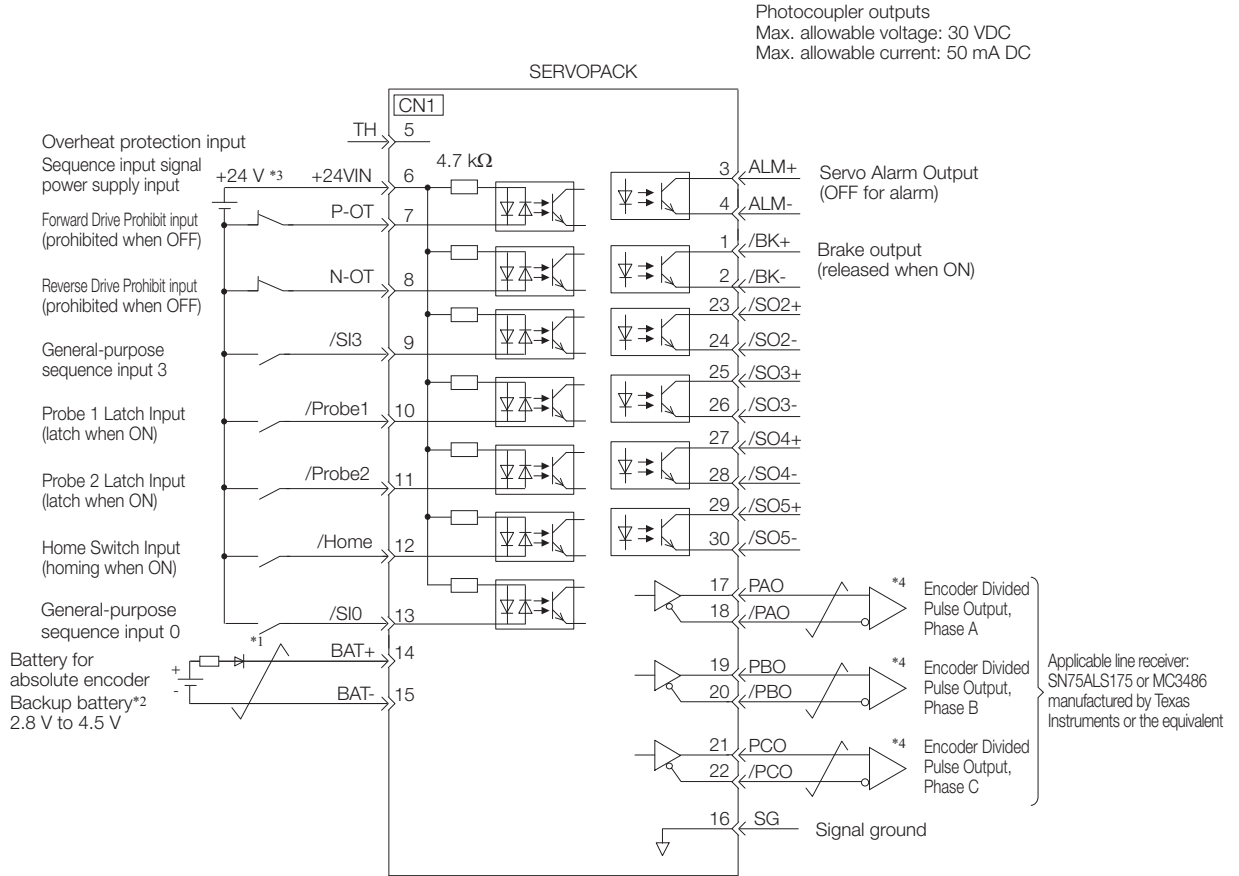 Photocoupler outputs
Max. allowable voltage: 30 VDC
Max. allowable current: 50 mA DC
SERVOPACK
CN1
TH 5
Overheat protection input
Sequence input signal
power supply input
+24 V *3
+24VIN 6
4.7 kΩ
Forward Drive Prohibit input
(prohibited when OFF)
P-OT 7
Reverse Drive Prohibit input
(prohibited when OFF)
N-OT 8
General-purpose
sequence input 3
/SI3 9
Probe 1 Latch Input
(latch when ON)
/Probe1 10
Probe 2 Latch Input
(latch when ON)
/Probe2 11
Home Switch Input
(homing when ON)
/Home 12
General-purpose
sequence input 0
/SI0 13
*1
Battery for
absolute encoder
Backup battery*2
2.8 V to 4.5 V
+
-
BAT+ 14
BAT- 15
3 ALM+
4 ALM-
Servo Alarm Output
(OFF for alarm)
1 /BK+
2 /BK-
Brake output
(released when ON)
23 /SO2+
24 /SO2-
25 /SO3+
26 /SO3-
27 /SO4+
28 /SO4-
29 /SO5+
30 /SO5-
17 PAO
18 /PAO
*4
Encoder Divided
Pulse Output,
Phase A
19 PBO
20 /PBO
*4
Encoder Divided
Pulse Output,
Phase B
21 PCO
22 /PCO
*4
Encoder Divided
Pulse Output,
Phase C
Applicable line receiver:
SN75ALS175 or MC3486
manufactured by Texas
Instruments or the equivalent
16 SG
Signal ground